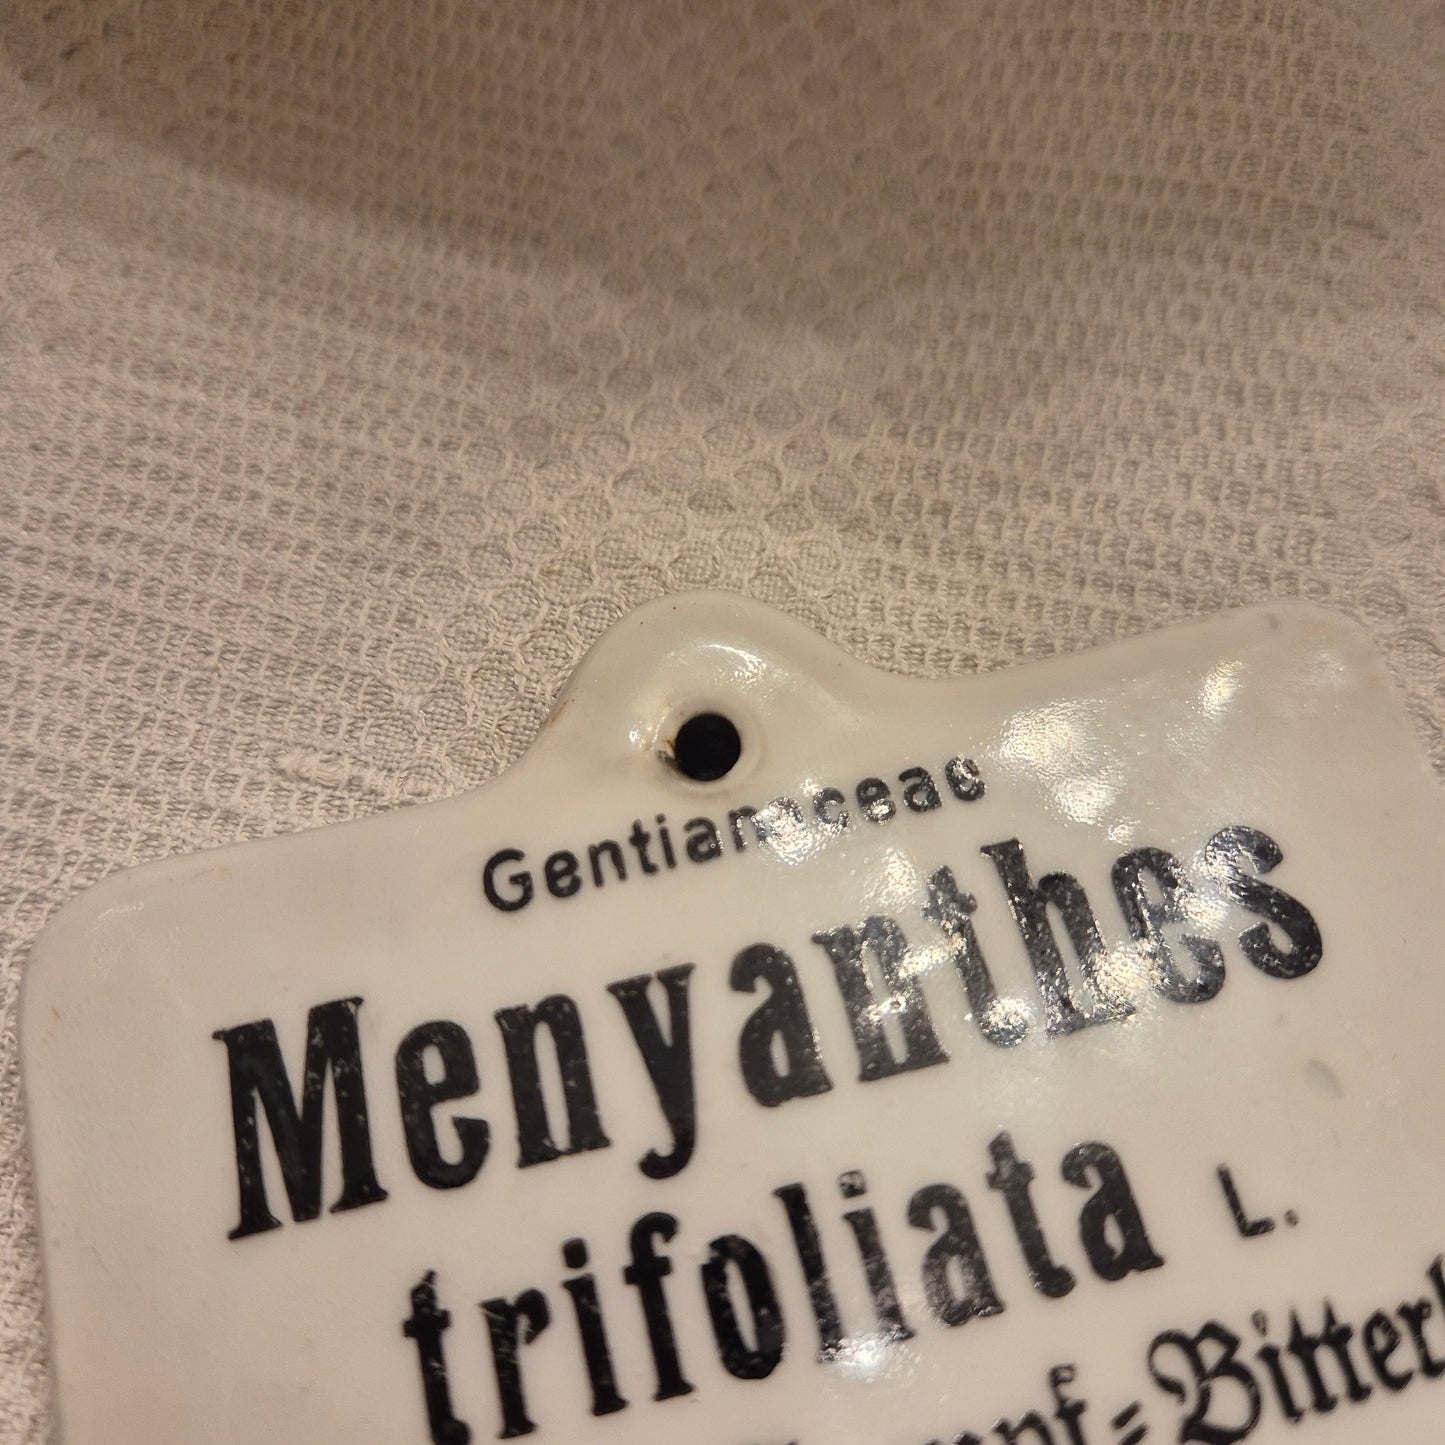 Gentianaceae
Menyanthes
trifoliata L.